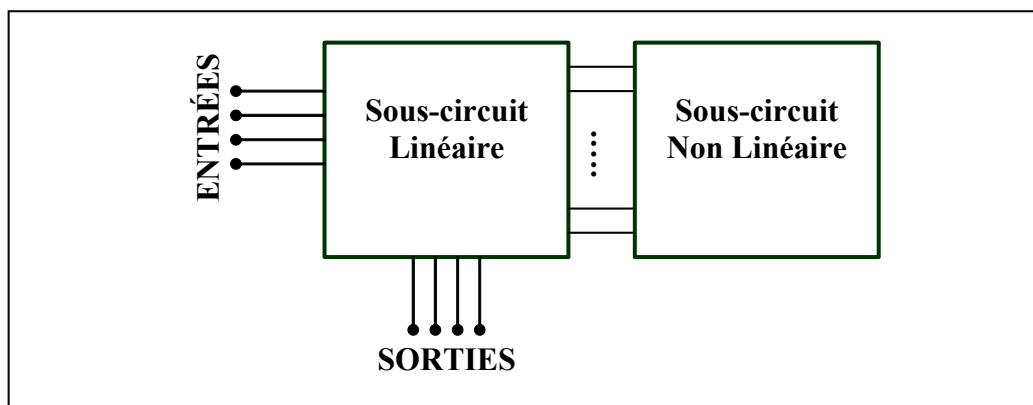 ENTRÉES
Sous-circuit
Linéaire
Sous-circuit
Non Linéaire
SORTIES